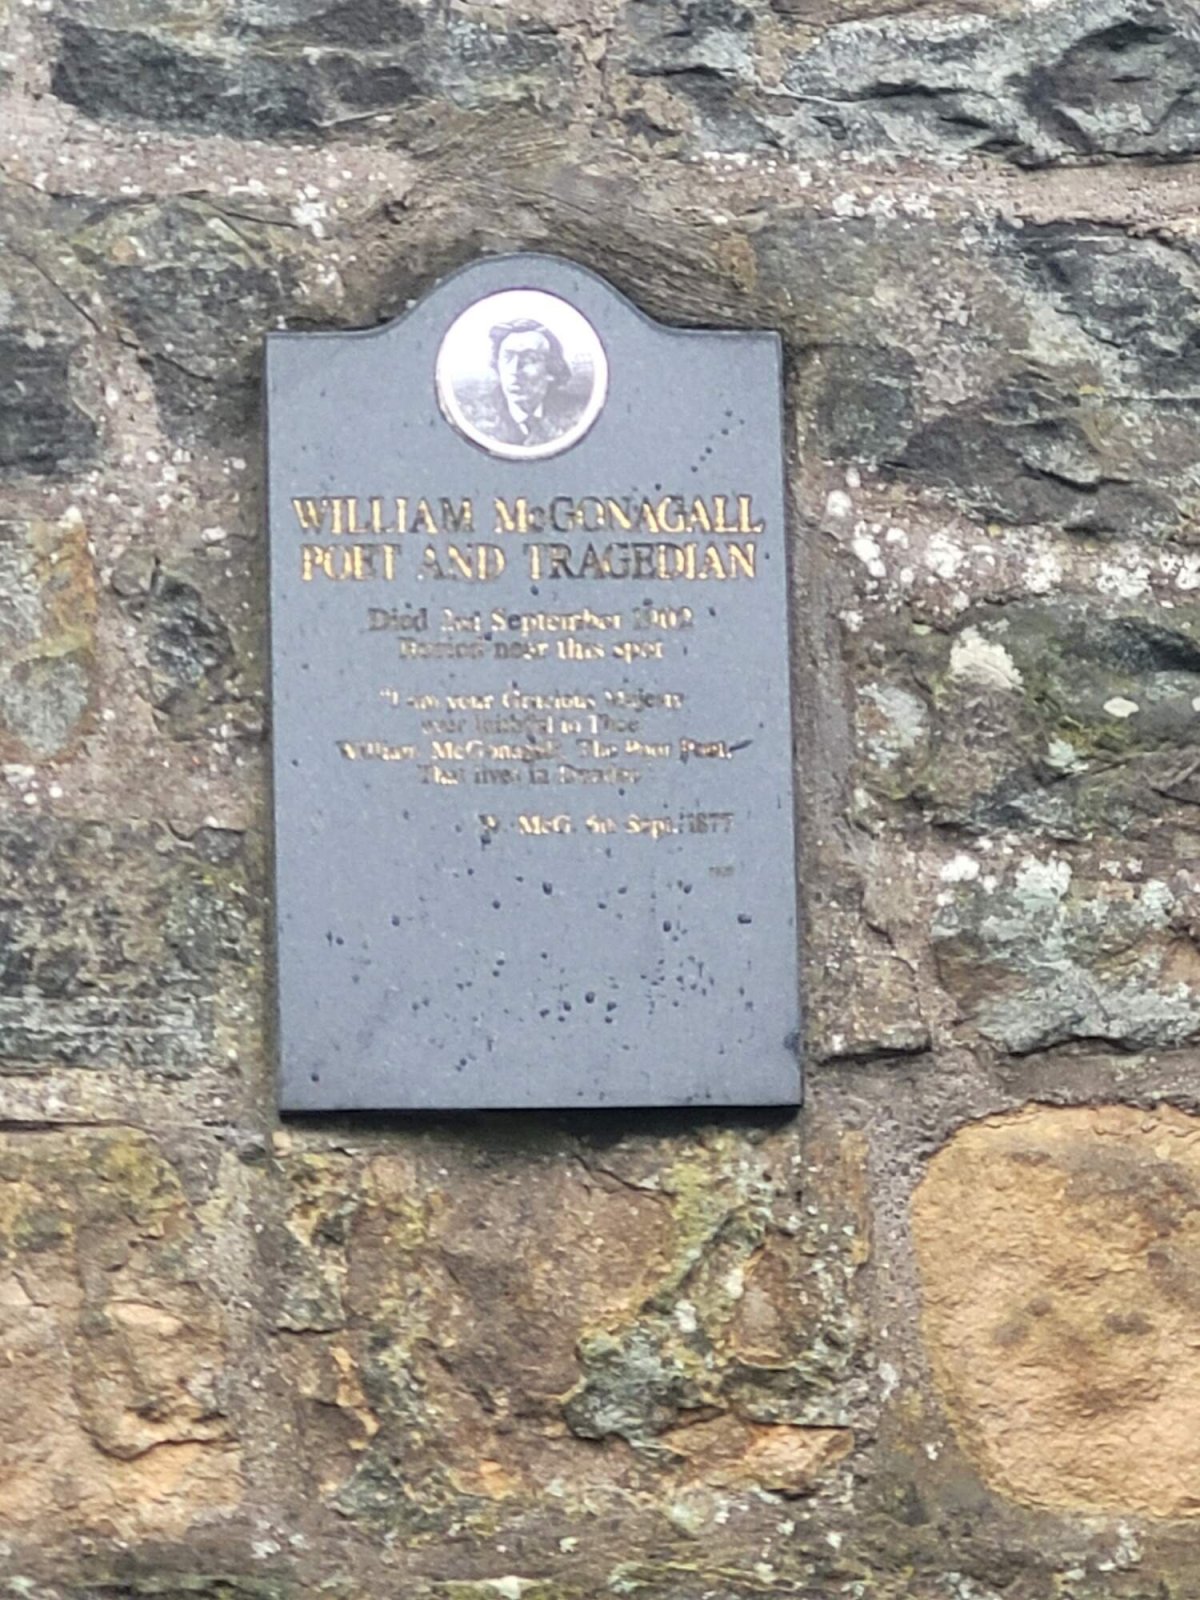 WILLIAM McGONAGALL
POET AND TRAGEDIAN
Died September 1902
Buried near this spot
"I am your Gracious Majesty
ever faithful to Thee
William McGonagall, The Poor Poet,
That lives in Dundee"
W. McG. 6th Sept. 1877